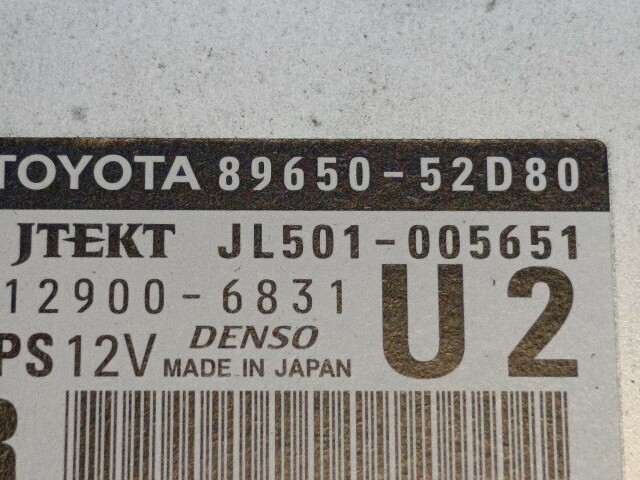 TOYOTA 89650-52D80
JTEKT JL501-005651
12900-6831 U2
PS 12V DENSO
MADE IN JAPAN